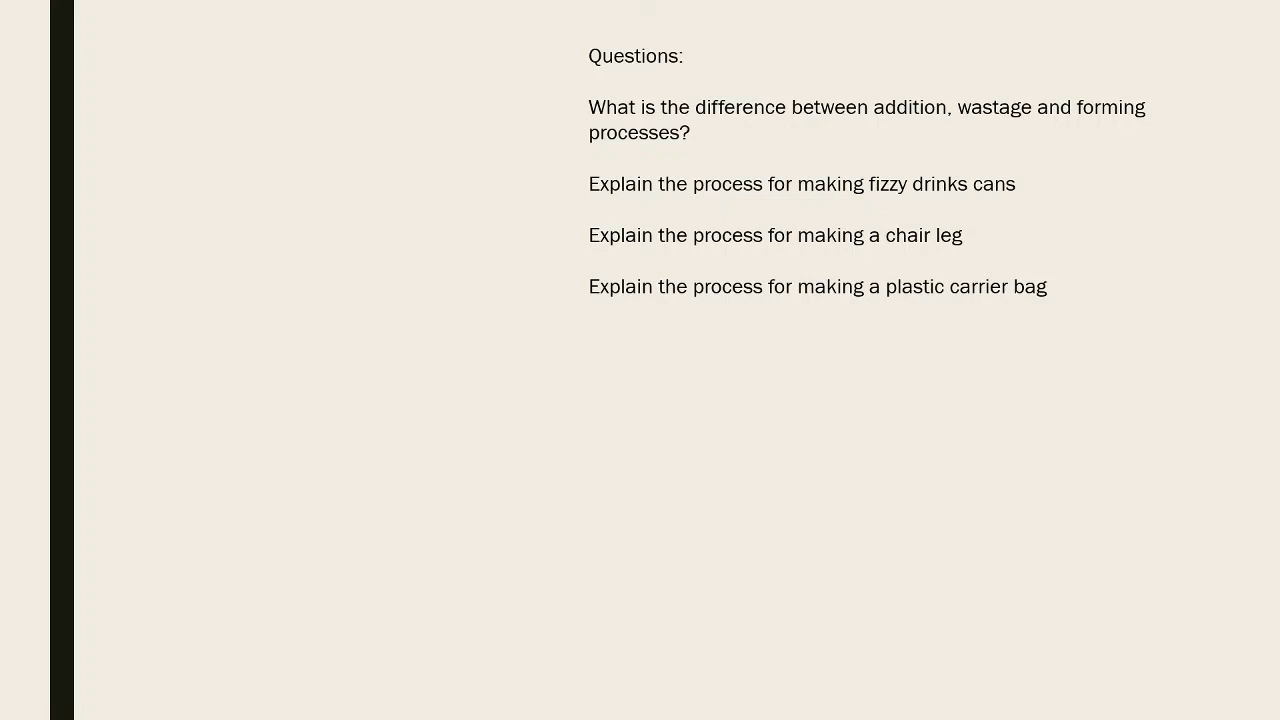 Questions:
What is the difference between addition, wastage and forming
processes?
Explain the process for making fizzy drinks cans
Explain the process for making a chair leg
Explain the process for making a plastic carrier bag